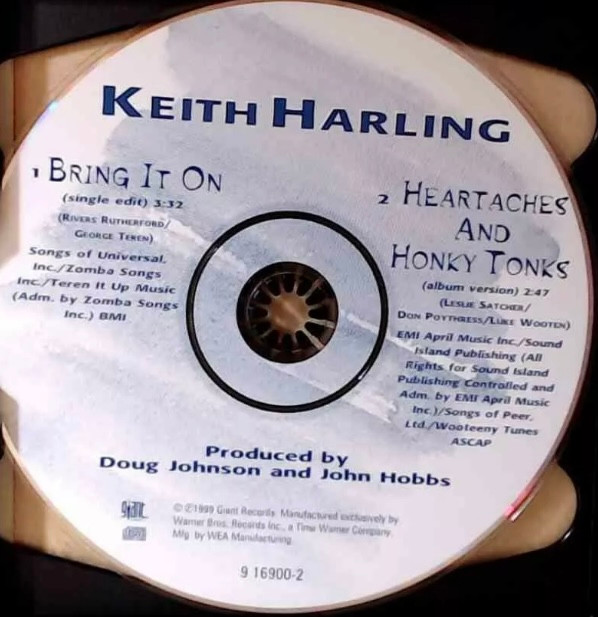 KEITH HARLING
1 BRING IT ON
(single edit) 3:32
(RIVERS RUTHERFORD/
GEORGE TEREN)
Songs of Universal,
Inc./Zomba Songs
Inc./Teren It Up Music
(Adm. by Zomba Songs
Inc.) BMI
2 HEARTACHES
AND
HONKY TONKS
(album version) 2:47
(LESLIE SATCHER/
DON POYTHRESS/LUKE WOOTEN)
EMI April Music Inc./Sound
Island Publishing (All
Rights for Sound Island
Publishing Controlled and
Adm. by EMI April Music
Inc.)/Songs of Peer,
Ltd./Wooteeny Tunes
ASCAP
Produced by
Doug Johnson and John Hobbs
giant
© ℗1999 Giant Records. Manufactured exclusively by
Warner Bros. Records Inc., a Time Warner Company.
Mfg. by WEA Manufacturing.
9 16900-2